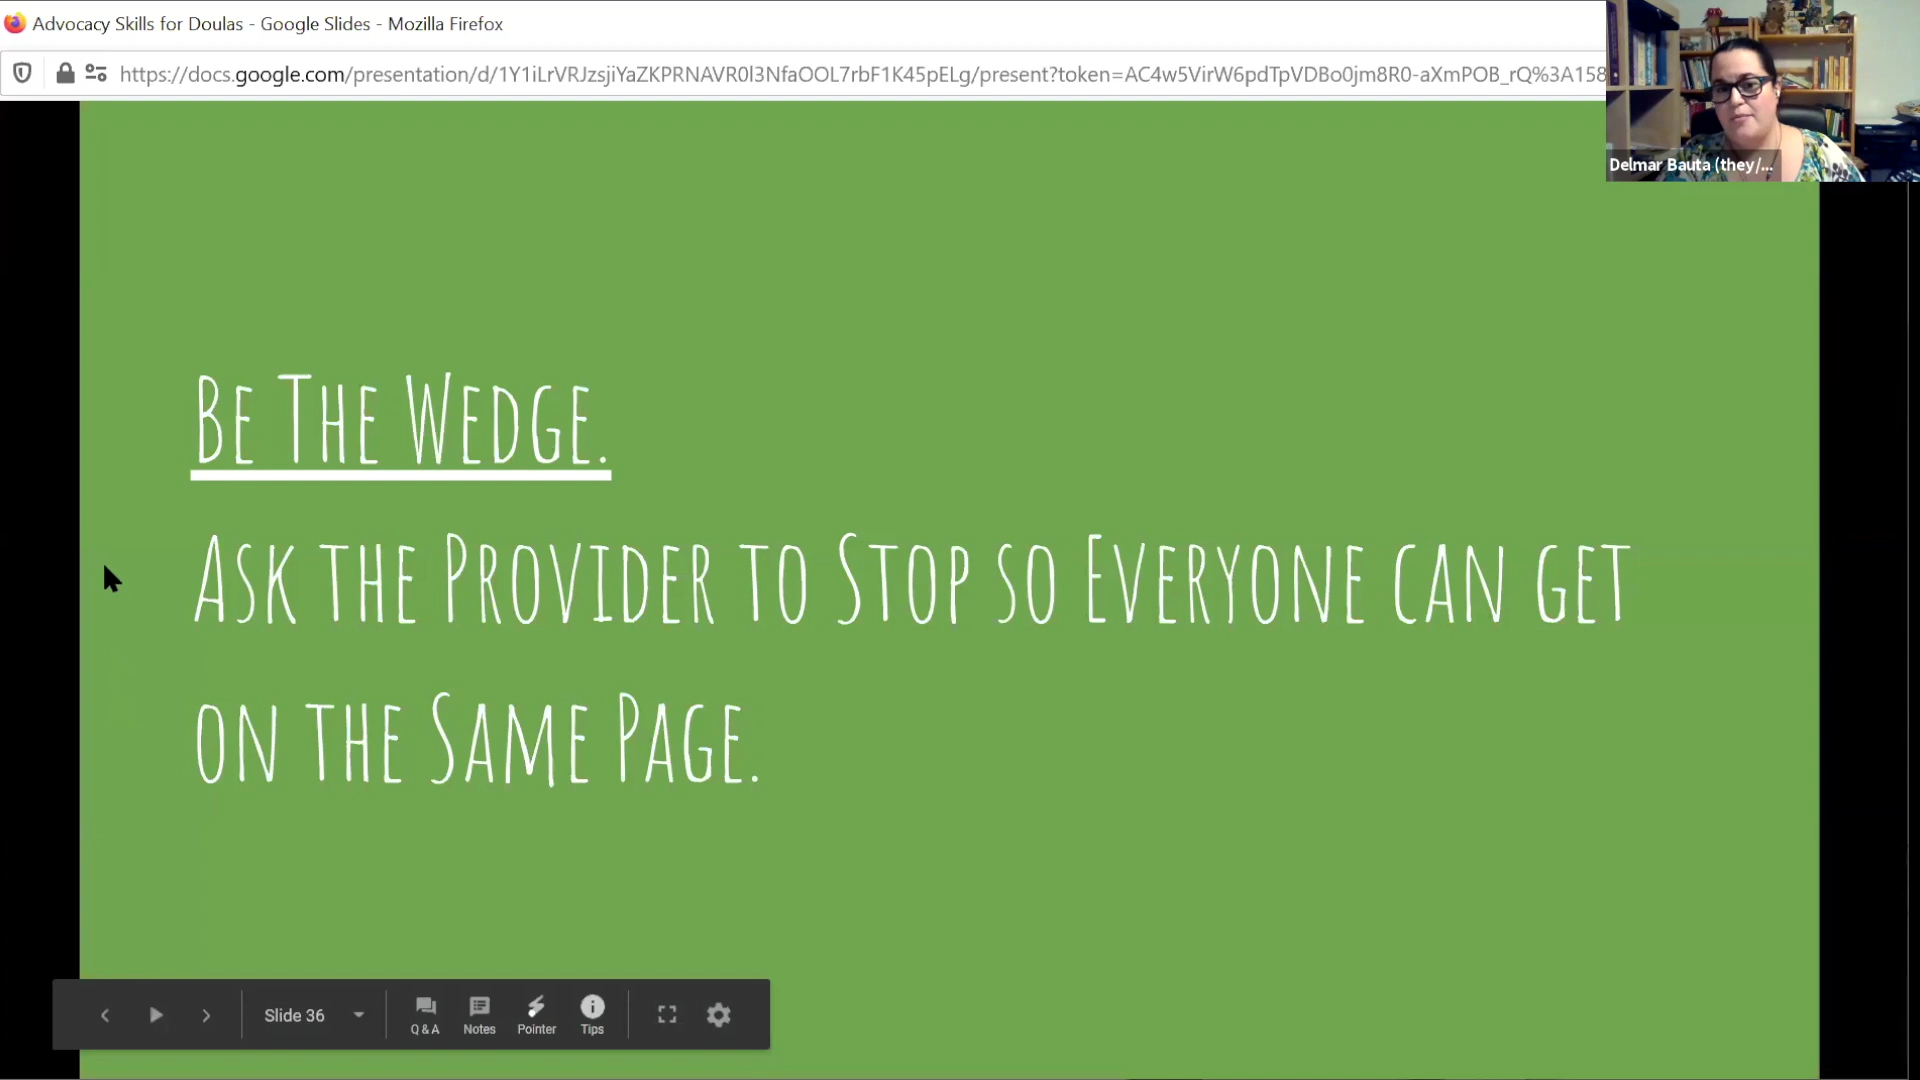 Advocacy Skills for Doulas - Google Slides - Mozilla Firefox
https://docs.google.com/presentation/d/1Y1iLrVRJzsjiYaZKPRNAVR0l3NfaOOL7rbF1K45pELg/present?token=AC4w5VirW6pdTpVDBo0jm8R0-aXmPOB_rQ%3A158
Delmar Bauta (they/...
Be The Wedge.
Ask the Provider to Stop so Everyone can get
on the Same Page.
Slide 36
Q & A Notes Pointer Tips